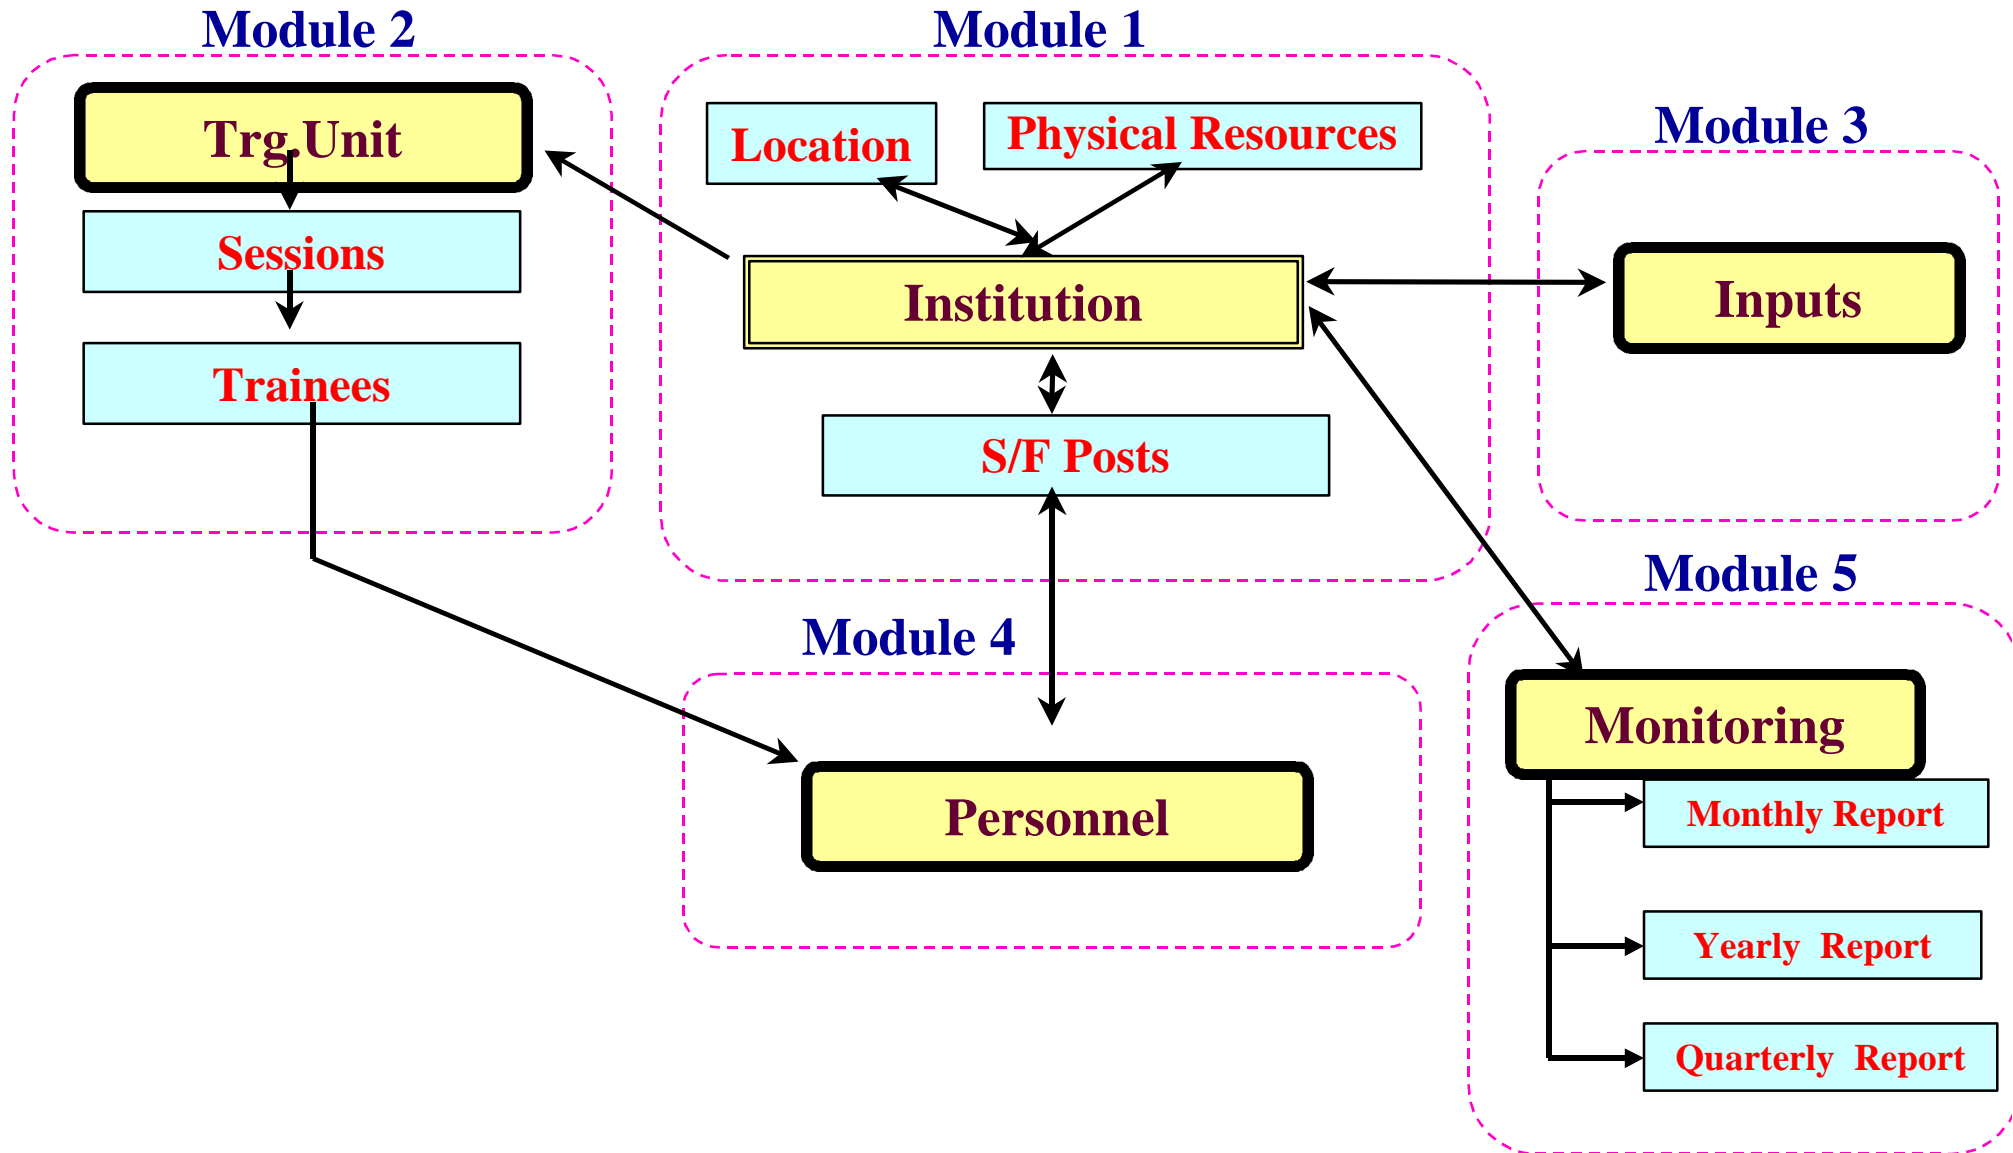 Module 2
Trg.Unit
Sessions
Trainees
Module 1
Location
Physical Resources
Institution
S/F Posts
Module 3
Inputs
Module 4
Personnel
Module 5
Monitoring
Monthly Report
Yearly  Report
Quarterly  Report